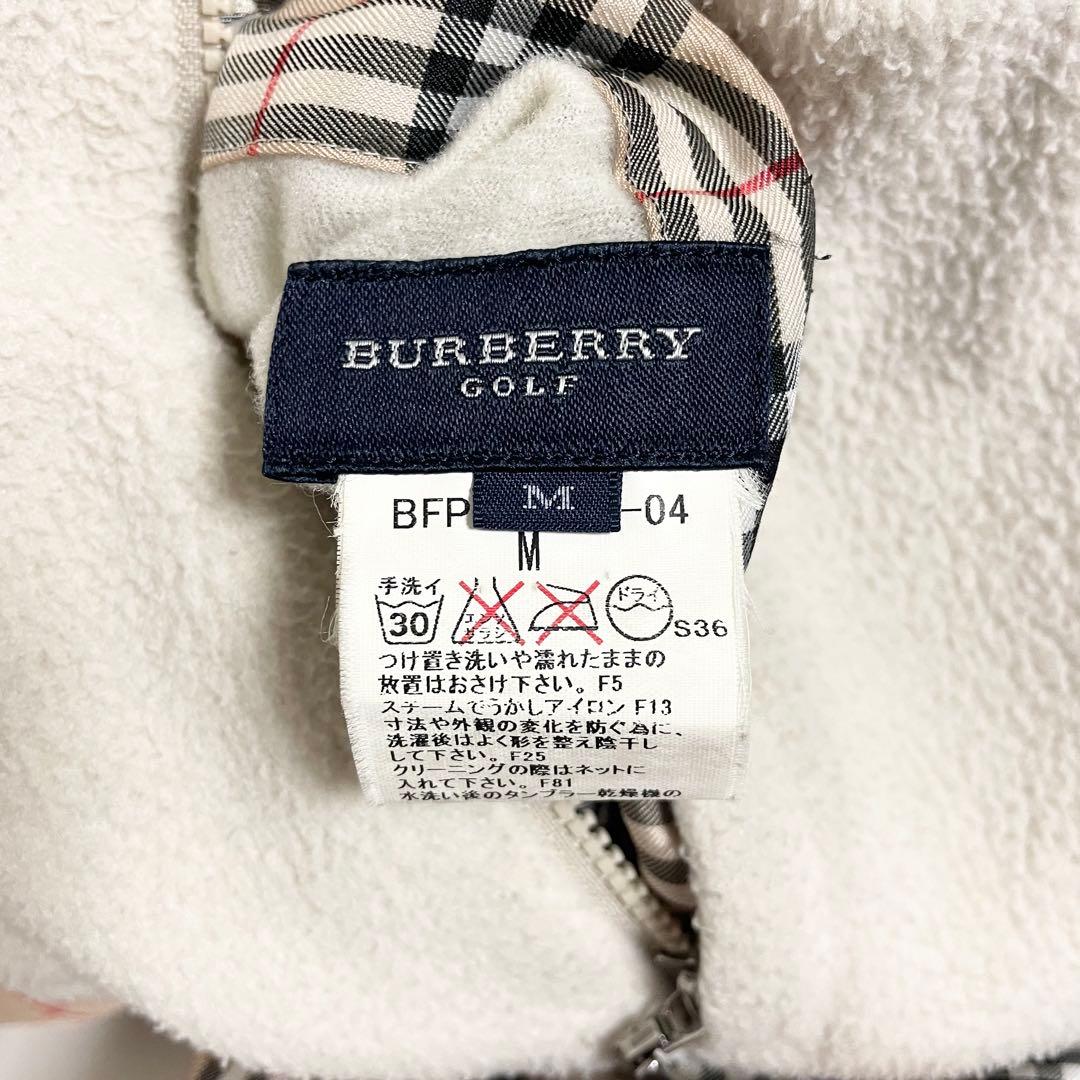 BURBERRY
GOLF
M
BFP -04
M
手洗イ
30 エンソ ドライ S36
つけ置き洗いや濡れたままの
放置はおさけ下さい。F5
スチームでうかしアイロン F13
寸法や外観の変化を防ぐ為に、
洗濯後はよく形を整え陰干し
して下さい。F25
クリーニングの際はネットに
入れて下さい。F81
水洗い後のタンブラー乾燥機の